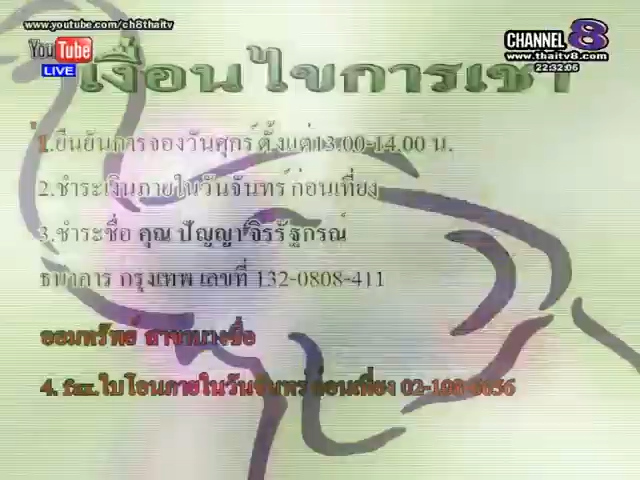 www.youtube.com/ch8thaitv
YouTube
LIVE
CHANNEL 8
www.thaitv8.com
22:32:06
เงื่อนไขการเช่า
1.ยืนยันการจองวันศุกร์ ตั้งแต่13.00-14.00 น.
2.ชำระเงินภายในวันจันทร์ ก่อนเที่ยง
3.ชำระชื่อ คุณ ปัญญา จิรรัฐกรณ์
ธนาคาร กรุงเทพ เลขที่ 132-0808-411
ออมทรัพย์ สาขาบางซื่อ
4. fax.ใบโอนภายในวันจันทร์ ก่อนเที่ยง